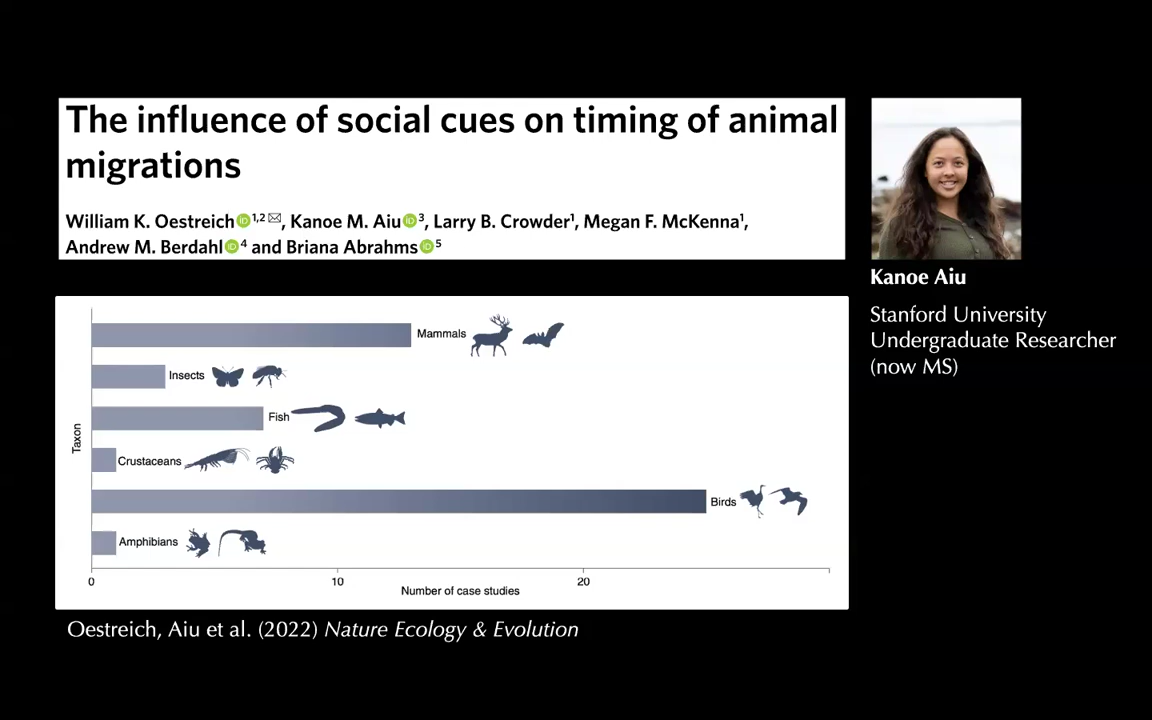 The influence of social cues on timing of animal
migrations
William K. Oestreich 1,2 ✉, Kanoe M. Aiu 3, Larry B. Crowder1, Megan F. McKenna1,
Andrew M. Berdahl 4 and Briana Abrahms 5
Kanoe Aiu
Stanford University
Undergraduate Researcher
(now MS)
Taxon
Mammals
Insects
Fish
Crustaceans
Birds
Amphibians
0 10 20
Number of case studies
Oestreich, Aiu et al. (2022) Nature Ecology & Evolution